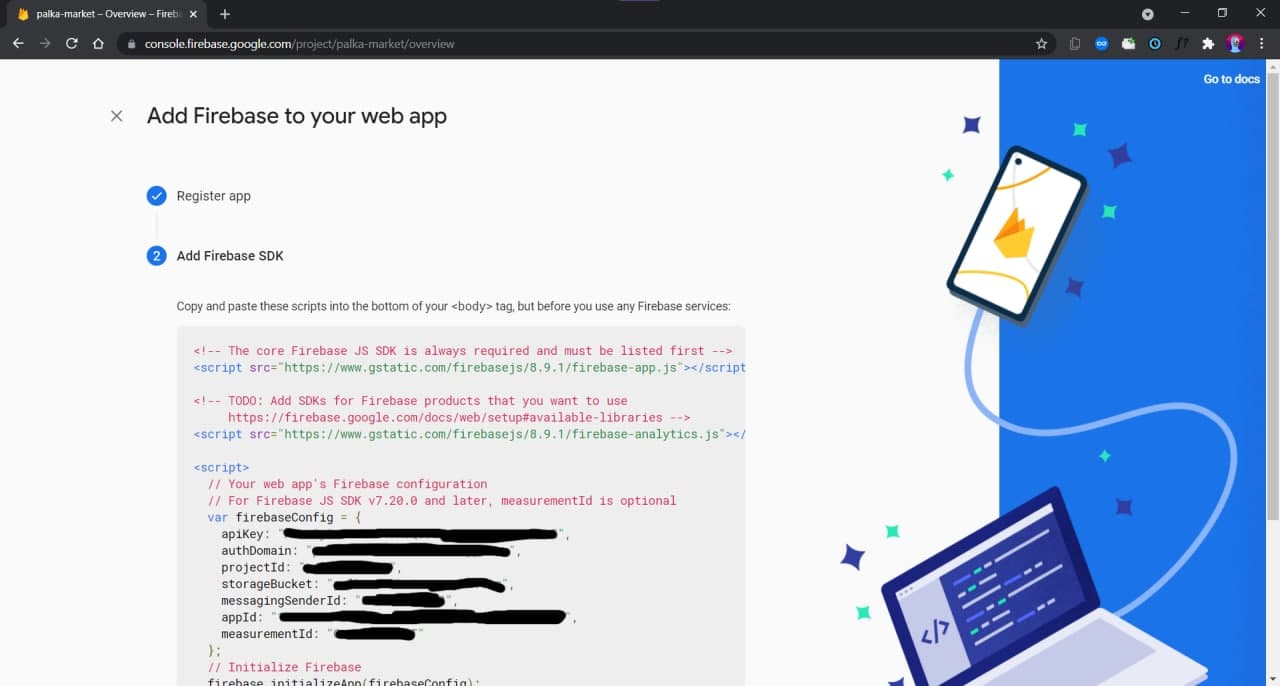 palka-market – Overview – Fireb
console.firebase.google.com/project/palka-market/overview
f?
Go to docs
Add Firebase to your web app
Register app
2 Add Firebase SDK
Copy and paste these scripts into the bottom of your <body> tag, but before you use any Firebase services:
<!-- The core Firebase JS SDK is always required and must be listed first -->
<script src="https://www.gstatic.com/firebasejs/8.9.1/firebase-app.js"></script
<!-- TODO: Add SDKs for Firebase products that you want to use
https://firebase.google.com/docs/web/setup#available-libraries -->
<script src="https://www.gstatic.com/firebasejs/8.9.1/firebase-analytics.js"></
<script>
// Your web app's Firebase configuration
// For Firebase JS SDK v7.20.0 and later, measurementId is optional
var firebaseConfig = {
apiKey: "",
authDomain: "",
projectId: "",
storageBucket: "",
messagingSenderId: "",
appId: "",
measurementId: ""
};
// Initialize Firebase
firebase.initializeApp(firebaseConfig);
</>